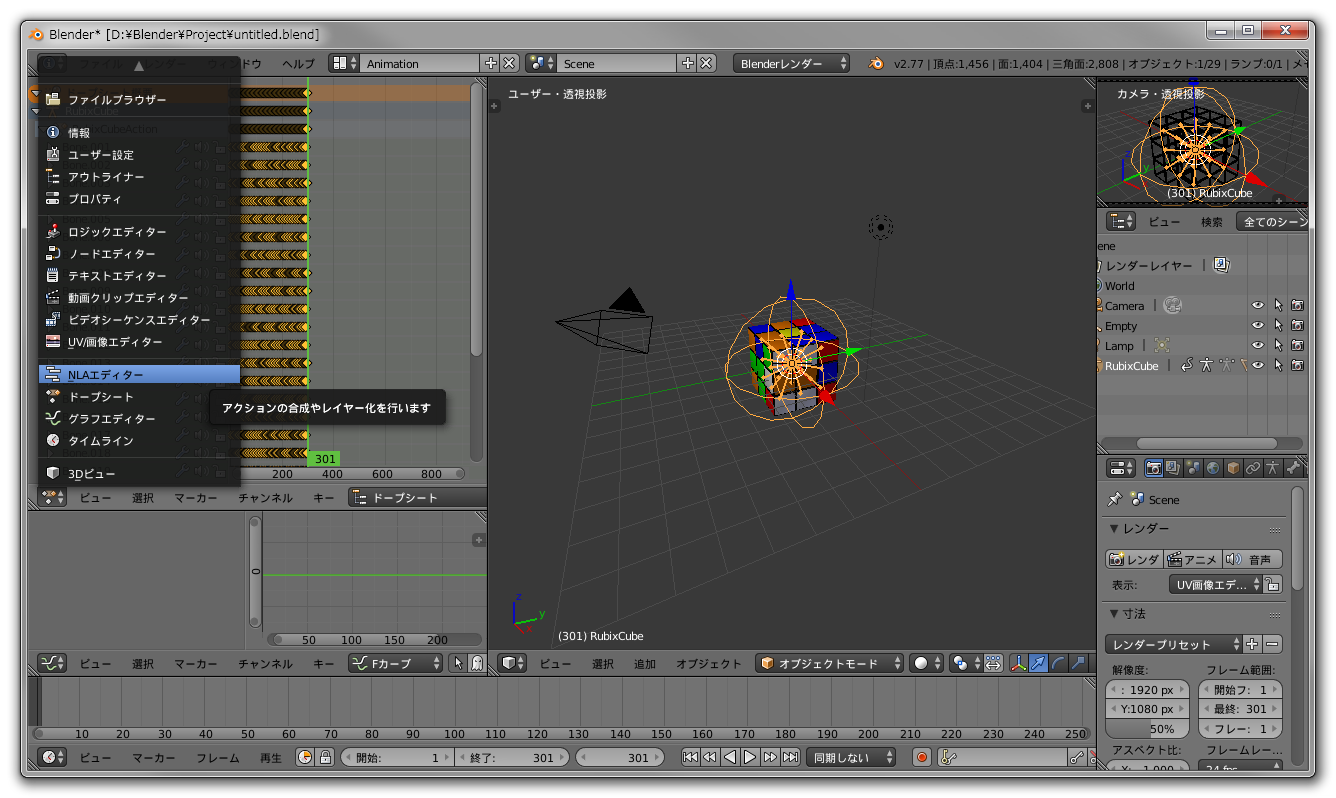 Blender* [D:¥Blender¥Project¥untitled.blend]
ヘルプ Animation Scene Blenderレンダー v2.77 | 頂点:1,456 | 面:1,404 | 三角面:2,808 | オブジェクト:1/29 | ランプ:0/1 | メモ
ファイルブラウザー
情報
ユーザー設定
アウトライナー
プロパティ
ロジックエディター
ノードエディター
テキストエディター
動画クリップエディター
ビデオシーケンスエディター
UV/画像エディター
NLAエディター
ドープシート
グラフエディター
タイムライン
3Dビュー
アクションの合成やレイヤー化を行います
301
200 400 600 800
ビュー 選択 マーカー チャンネル キー ドープシート
0
50 100 150 200
ビュー 選択 マーカー チャンネル キー Fカーブ
ユーザー・透視投影
z
y
(301) RubixCube
ビュー 選択 追加 オブジェクト オブジェクトモード
カメラ・透視投影
(301) RubixCube
ビュー 検索 全てのシーン
ene
レンダーレイヤー |
World
Camera |
Empty
Lamp |
RubixCube |
Scene
▼ レンダー
レンダ アニメ 音声
表示: UV画像エデ...
▼ 寸法
レンダープリセット
解像度: フレーム範囲:
: 1920 px 開始フ: 1
Y:1080 px 最終: 301
50% フレー: 1
アスペクト比: フレームレー...
X: 1.000 24 fps
10 20 30 40 50 60 70 80 90 100 110 120 130 140 150 160 170 180 190 200 210 220 230 240 250
ビュー マーカー フレーム 再生 開始: 1 終了: 301 301 同期しない